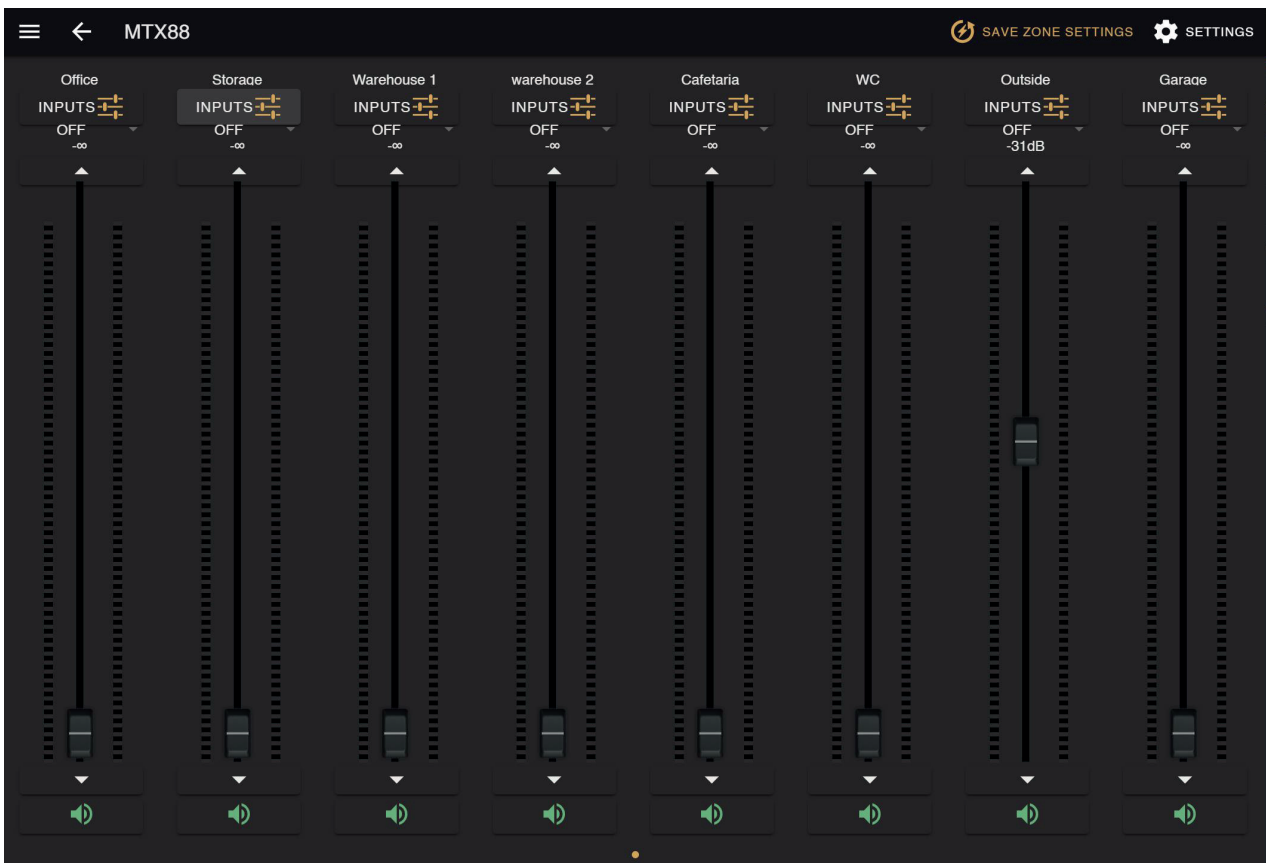 MTX88 SAVE ZONE SETTINGS SETTINGS
Office Storage Warehouse 1 warehouse 2 Cafetaria WC Outside Garage
INPUTS INPUTS INPUTS INPUTS INPUTS INPUTS INPUTS INPUTS
OFF OFF OFF OFF OFF OFF OFF OFF
-∞ -∞ -∞ -∞ -∞ -∞ -31dB -∞